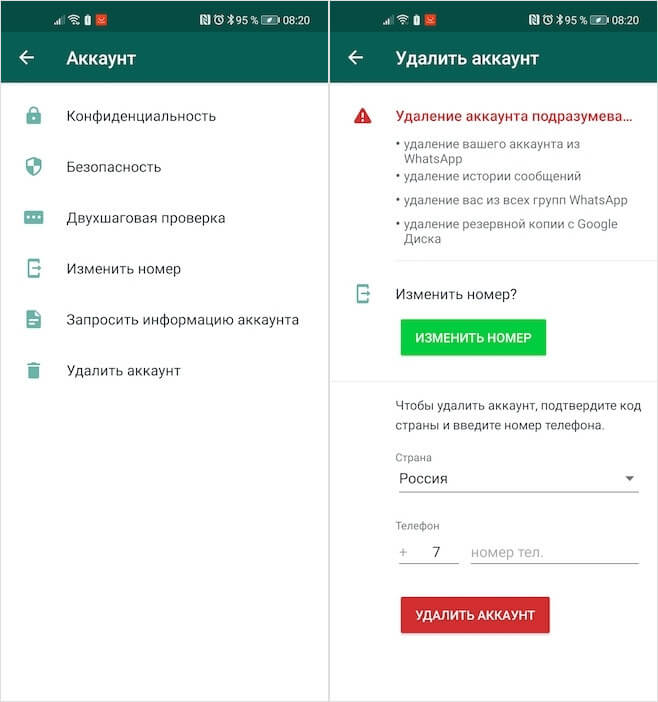 95 % 08:20
Аккаунт
Конфиденциальность
Безопасность
Двухшаговая проверка
Изменить номер
Запросить информацию аккаунта
Удалить аккаунт
95 % 08:20
Удалить аккаунт
Удаление аккаунта подразумева...
• удаление вашего аккаунта из
WhatsApp
• удаление истории сообщений
• удаление вас из всех групп WhatsApp
• удаление резервной копии с Google
Диска
Изменить номер?
ИЗМЕНИТЬ НОМЕР
Чтобы удалить аккаунт, подтвердите код
страны и введите номер телефона.
Страна
Россия
Телефон
+ 7 номер тел.
УДАЛИТЬ АККАУНТ